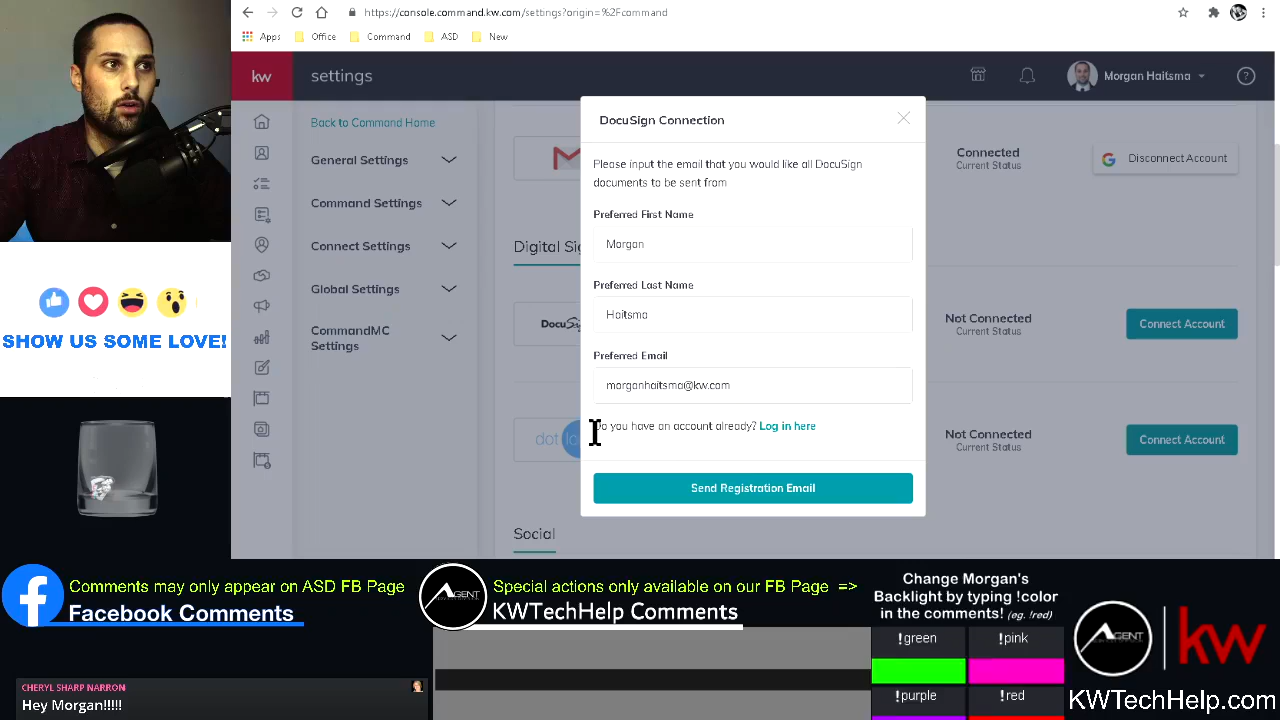 https://console.command.kw.com/settings?origin=%2Fcommand
Apps
Office
Command
ASD
New
kw
settings
Morgan Haitsma
?
Back to Command Home
General Settings
Command Settings
Connect Settings
Global Settings
CommandMC
Settings
DocuSign Connection
Please input the email that you would like all DocuSign
documents to be sent from
Preferred First Name
Morgan
Preferred Last Name
Haitsma
Preferred Email
morganhaitsma@kw.com
Do you have an account already? Log in here
Send Registration Email
Connected
Current Status
Disconnect Account
Digital Si
DocuSi
Not Connected
Current Status
Connect Account
dot lo
Not Connected
Current Status
Connect Account
Social
SHOW US SOME LOVE!
Comments may only appear on ASD FB Page
Facebook Comments
AGENT
Special actions only available on our FB Page =>
KWTechHelp Comments
Change Morgan's
Backlight by typing !color
in the comments! (eg. !red)
!green
!pink
!purple
!red
AGENT
kw
KWTechHelp.com
CHERYL SHARP NARRON
Hey Morgan!!!!!